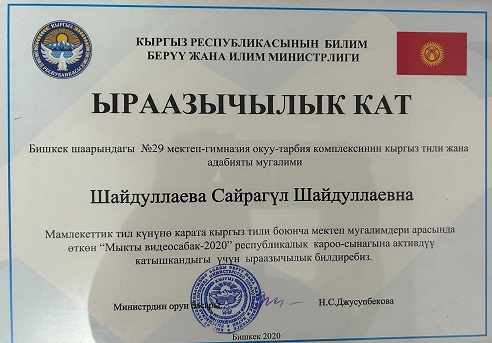 КЫРГЫЗ РЕСПУБЛИКАСЫНЫН БИЛИМ
БЕРҮҮ ЖАНА ИЛИМ МИНИСТРЛИГИ
ЫРААЗЫЧЫЛЫК КАТ
Бишкек шаарындагы №29 мектеп-гимназия окуу-тарбия комплексинин кыргыз тили жана
адабияты мугалими
Шайдуллаева Сайрагүл Шайдуллаевна
Мамлекеттик тил күнүнө карата кыргыз тили боюнча мектеп мугалимдери арасында
өткөн “Мыкты видеосабак-2020” республикалык кароо-сынагына активдүү
катышкандыгы үчүн ыраазычылык билдиребиз.
Министрдин орун басары Н.С.Джусупбекова
Бишкек 2020